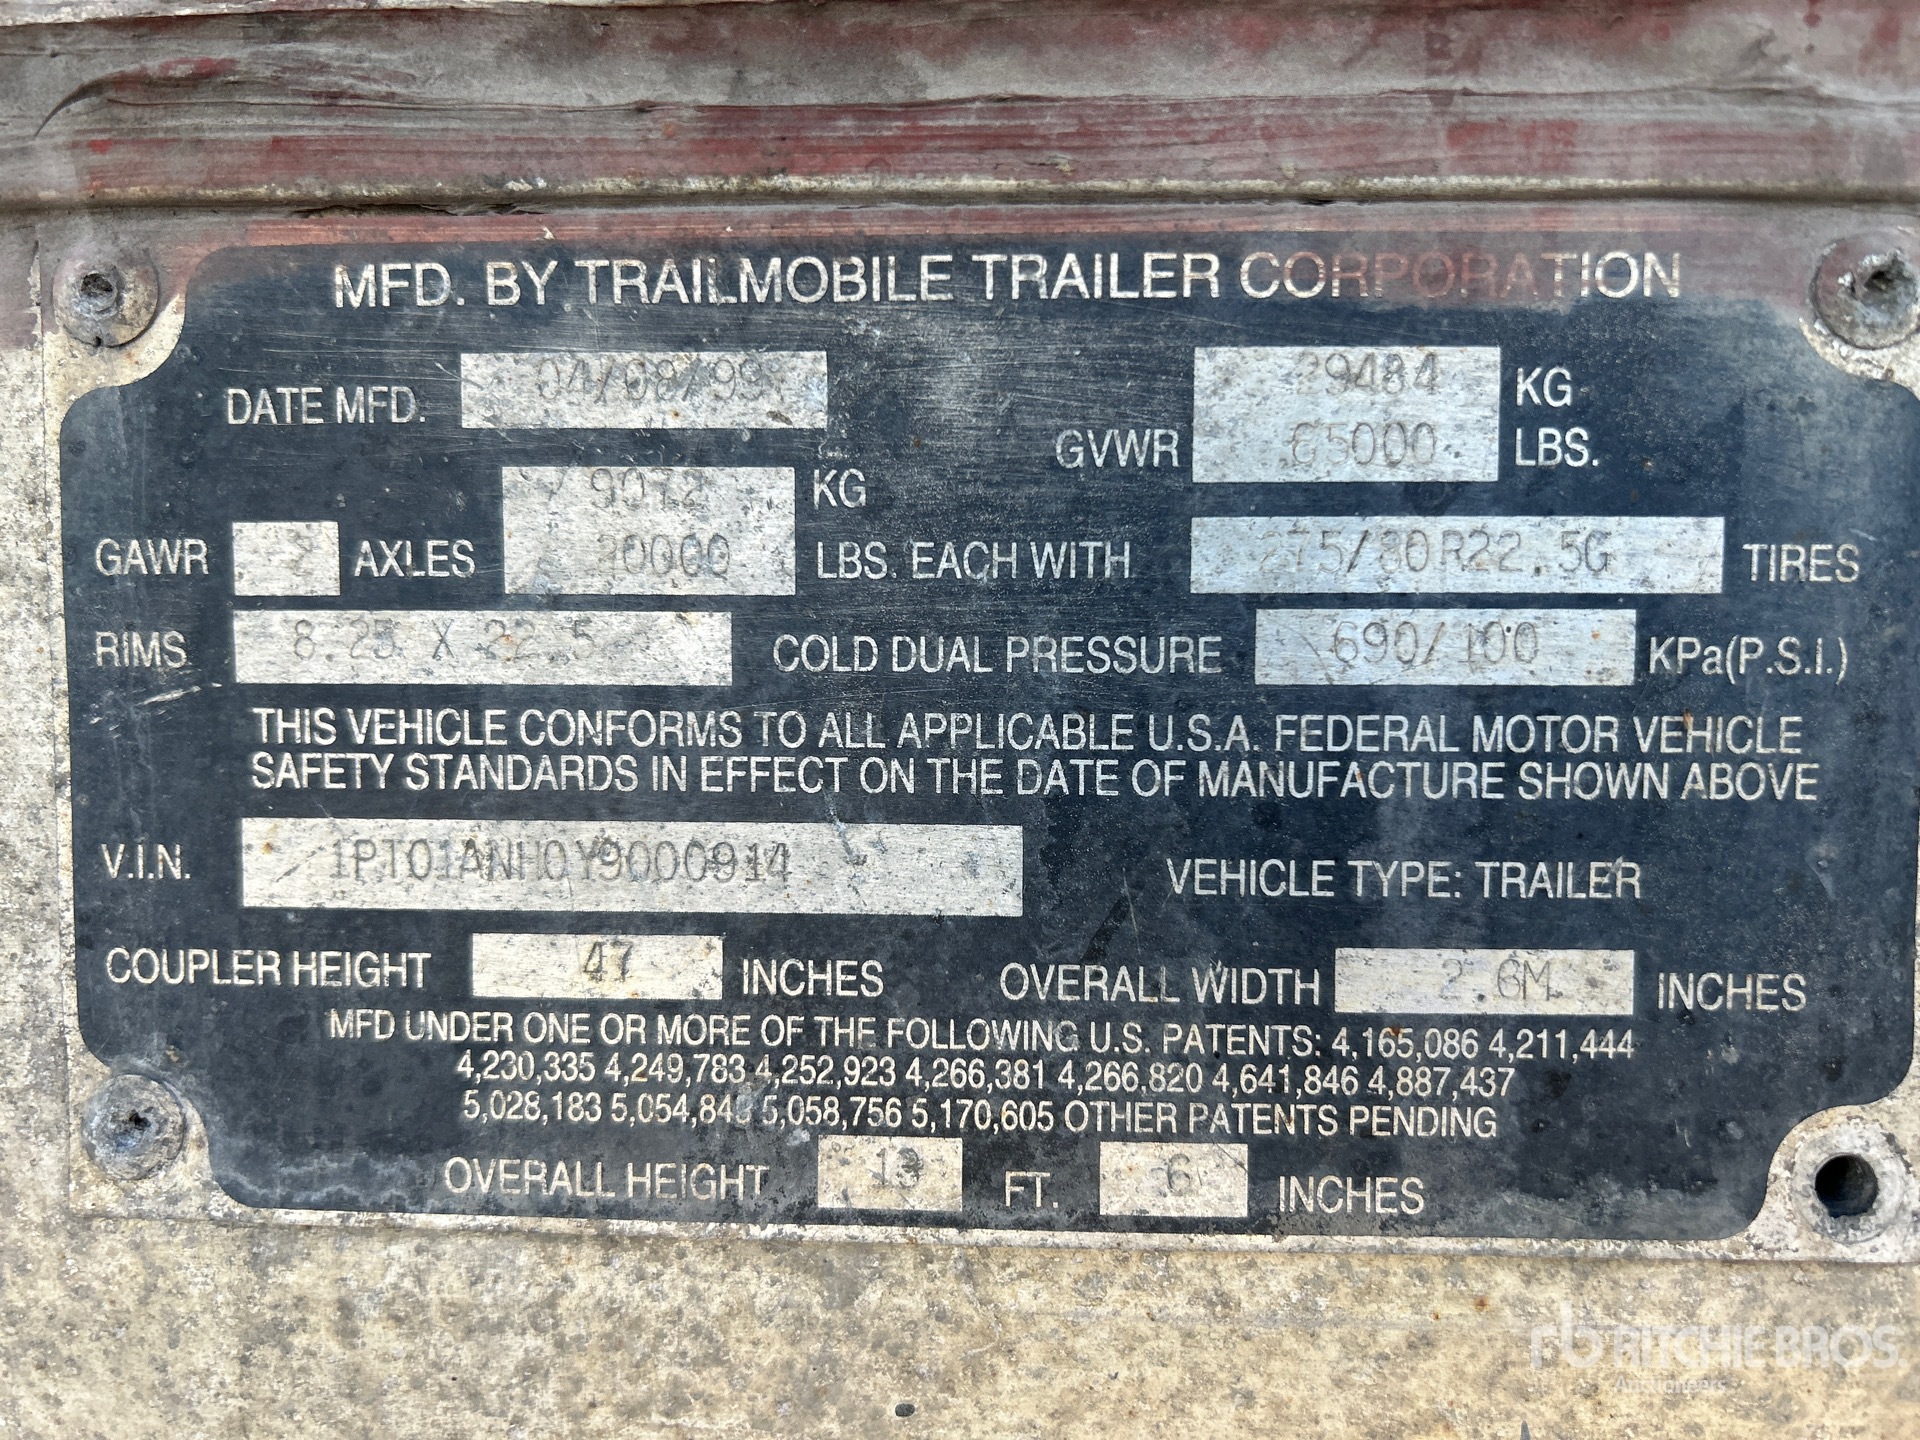 MFD. BY TRAILMOBILE TRAILER CORPORATION
DATE MFD. 04/08/99 GVWR 29484 KG 65000 LBS.
GAWR 2 AXLES 9072 KG 20000 LBS. EACH WITH 275/80R22.5G TIRES
RIMS 8.25 X 22.5 COLD DUAL PRESSURE 690/100 KPa(P.S.I.)
THIS VEHICLE CONFORMS TO ALL APPLICABLE U.S.A. FEDERAL MOTOR VEHICLE
SAFETY STANDARDS IN EFFECT ON THE DATE OF MANUFACTURE SHOWN ABOVE
V.I.N. 1PT01ANH0Y9000914 VEHICLE TYPE: TRAILER
COUPLER HEIGHT 47 INCHES OVERALL WIDTH 2.6M INCHES
MFD UNDER ONE OR MORE OF THE FOLLOWING U.S. PATENTS: 4,165,086 4,211,444
4,230,335 4,249,783 4,252,923 4,266,381 4,266,820 4,641,846 4,887,437
5,028,183 5,058,756 5,170,605 OTHER PATENTS PENDING
OVERALL HEIGHT 13 FT. 6 INCHES
rb RITCHIE BROS.
Auctioneers